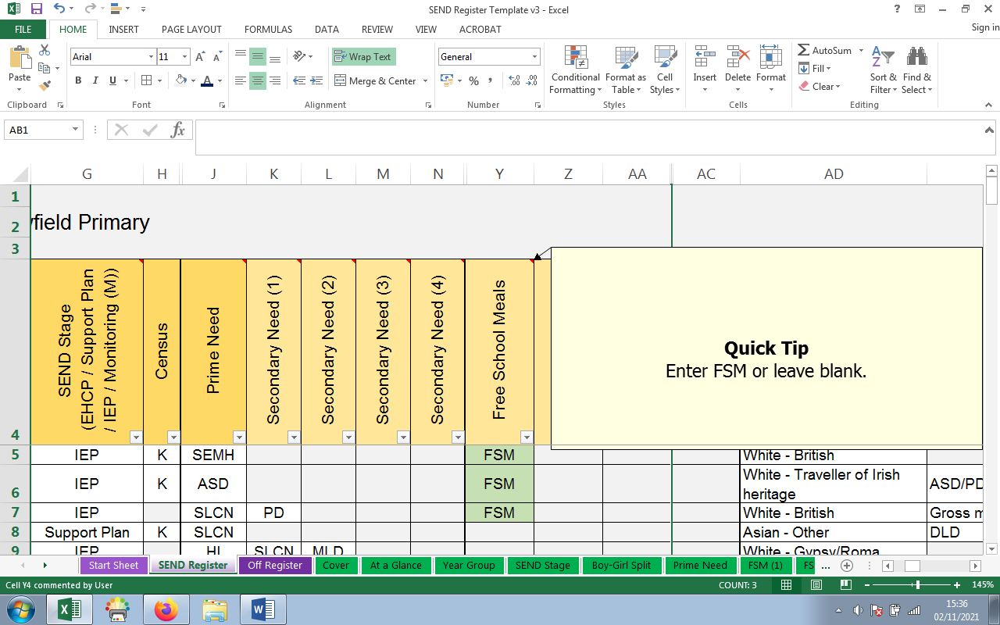 SEND Register Template v3 - Excel
Sign in
FILE HOME INSERT PAGE LAYOUT FORMULAS DATA REVIEW VIEW ACROBAT
Paste
Clipboard
Arial 11
B I U
Font
Wrap Text
Merge & Center
Alignment
General
%
Number
Conditional Formatting
Format as Table
Cell Styles
Styles
Insert Delete Format
Cells
AutoSum
Fill
Clear
Sort & Filter
Find & Select
Editing
AB1
fx
G H J K L M N Y Z AA AC AD
1
2 yfield Primary
3
4
SEND Stage
(EHCP / Support Plan
/ IEP / Monitoring (M))
Census
Prime Need
Secondary Need (1)
Secondary Need (2)
Secondary Need (3)
Secondary Need (4)
Free School Meals
Quick Tip
Enter FSM or leave blank.
5 IEP K SEMH FSM White - British
6 IEP K ASD FSM White - Traveller of Irish
heritage ASD/PD
7 IEP SLCN PD FSM White - British Gross m
8 Support Plan K SLCN Asian - Other DLD
9 IEP HI SLCN MLD White - Gypsy/Roma
Start Sheet SEND Register Off Register Cover At a Glance Year Group SEND Stage Boy-Girl Split Prime Need FSM (1) FS ...
Cell Y4 commented by User COUNT: 3 145%
15:36
02/11/2021